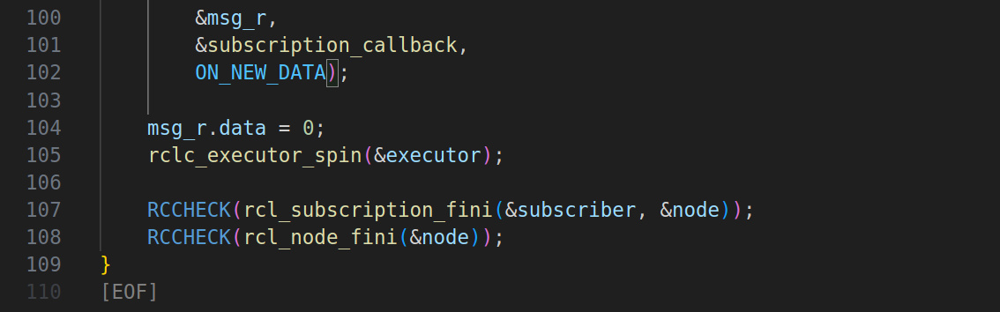 100 &msg_r,
101 &subscription_callback,
102 ON_NEW_DATA);
103
104 msg_r.data = 0;
105 rclc_executor_spin(&executor);
106
107 RCCHECK(rcl_subscription_fini(&subscriber, &node));
108 RCCHECK(rcl_node_fini(&node));
109 }
110 [EOF]